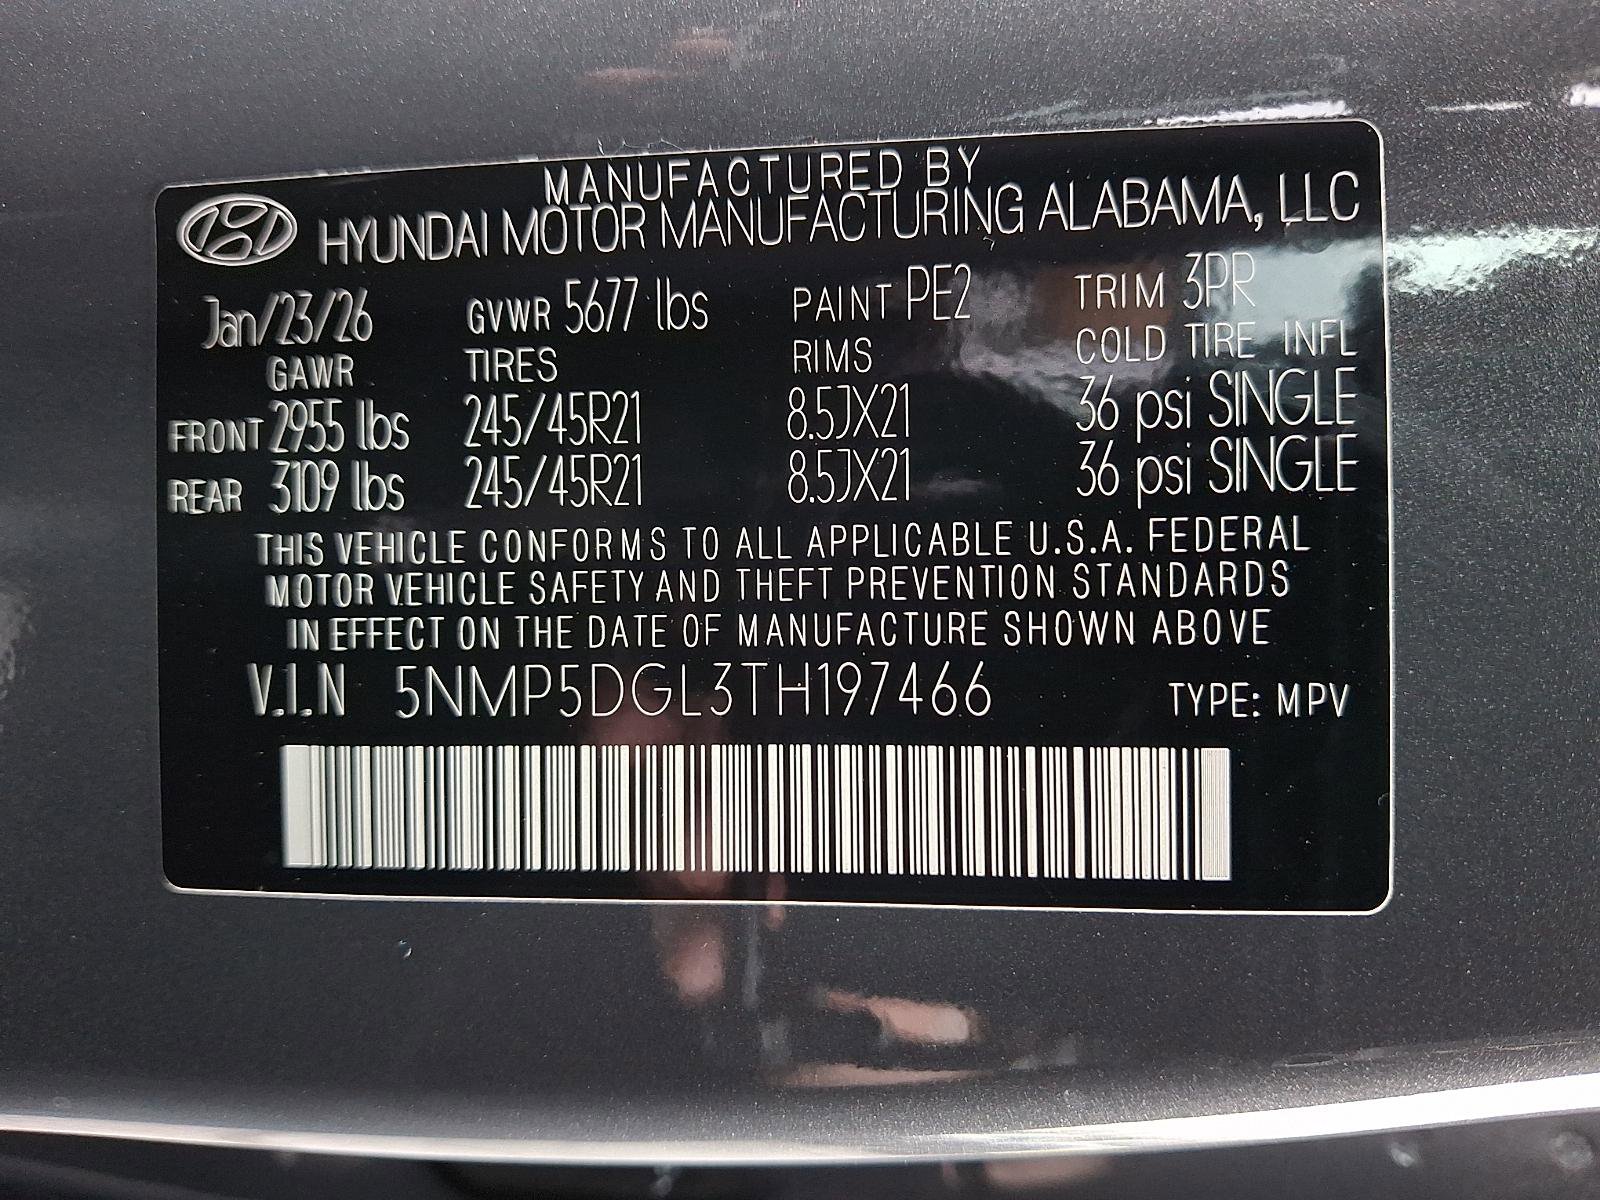 MANUFACTURED BY
HYUNDAI MOTOR MANUFACTURING ALABAMA, LLC
Jan/23/26 GVWR 5677 lbs PAINT PE2 TRIM 3PR
GAWR TIRES RIMS COLD TIRE INFL
FRONT 2955 lbs 245/45R21 8.5JX21 36 psi SINGLE
REAR 3109 lbs 245/45R21 8.5JX21 36 psi SINGLE
THIS VEHICLE CONFORMS TO ALL APPLICABLE U.S.A. FEDERAL
MOTOR VEHICLE SAFETY AND THEFT PREVENTION STANDARDS
IN EFFECT ON THE DATE OF MANUFACTURE SHOWN ABOVE
V.I.N 5NMP5DGL3TH197466 TYPE: MPV